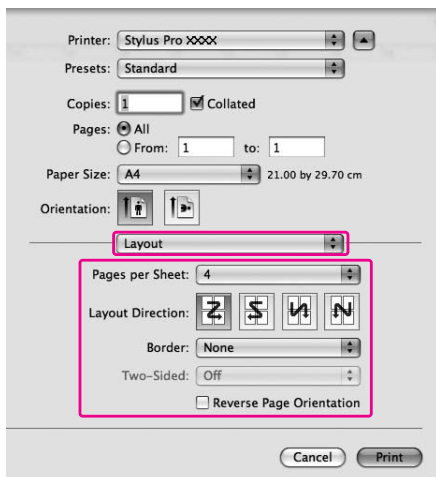 Printer: Stylus Pro XXXX
Presets: Standard
Copies: 1 Collated
Pages: All
From: 1 to: 1
Paper Size: A4 21.00 by 29.70 cm
Orientation:
Layout
Pages per Sheet: 4
Layout Direction:
Border: None
Two-Sided: Off
Reverse Page Orientation
Cancel Print